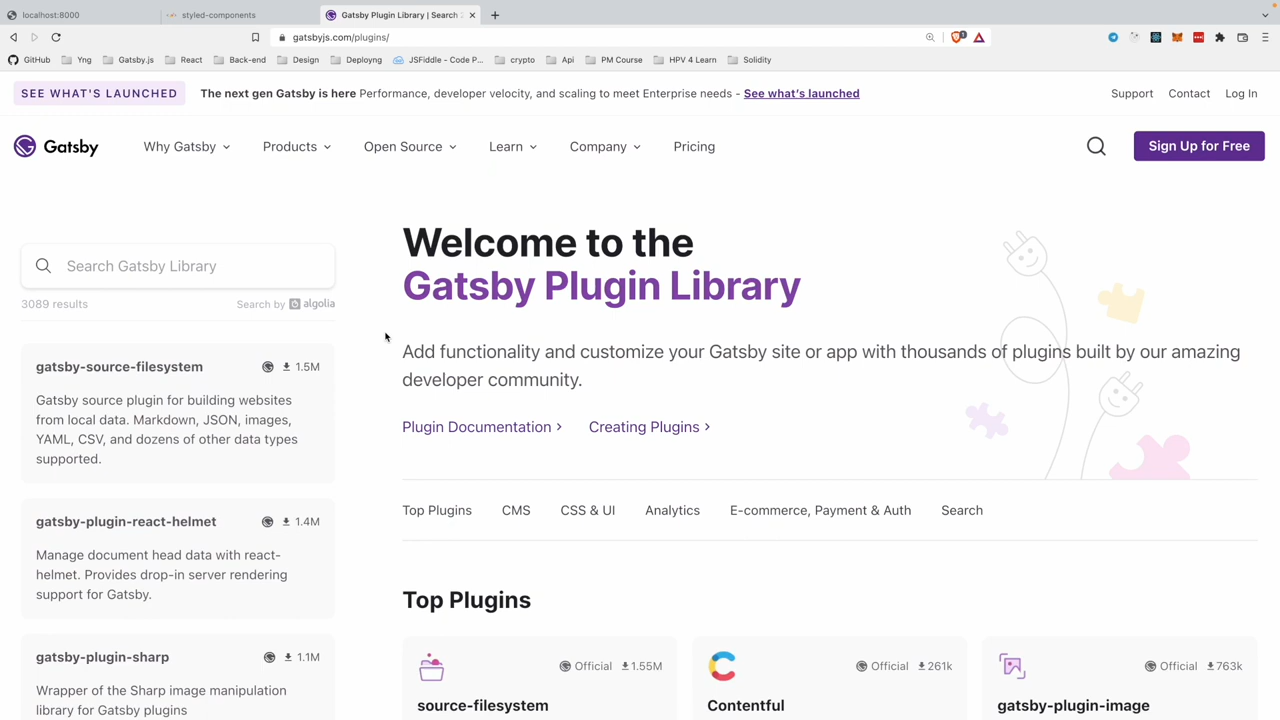 localhost:8000
styled-components
Gatsby Plugin Library | Search
gatsbyjs.com/plugins/
1
GitHub
Yng
Gatsby.js
React
Back-end
Design
Deployng
JSFiddle - Code P...
crypto
Api
PM Course
HPV 4 Learn
Solidity
SEE WHAT'S LAUNCHED
The next gen Gatsby is here Performance, developer velocity, and scaling to meet Enterprise needs - See what's launched
Support
Contact
Log In
Gatsby
Why Gatsby
Products
Open Source
Learn
Company
Pricing
Sign Up for Free
Search Gatsby Library
3089 results
Search by algolia
gatsby-source-filesystem
1.5M
Gatsby source plugin for building websites
from local data. Markdown, JSON, images,
YAML, CSV, and dozens of other data types
supported.
gatsby-plugin-react-helmet
1.4M
Manage document head data with react-
helmet. Provides drop-in server rendering
support for Gatsby.
gatsby-plugin-sharp
1.1M
Wrapper of the Sharp image manipulation
library for Gatsby plugins
Welcome to the
Gatsby Plugin Library
Add functionality and customize your Gatsby site or app with thousands of plugins built by our amazing
developer community.
Plugin Documentation
Creating Plugins
Top Plugins
CMS
CSS & UI
Analytics
E-commerce, Payment & Auth
Search
Top Plugins
Official
1.55M
source-filesystem
Official
261k
Contentful
Official
763k
gatsby-plugin-image